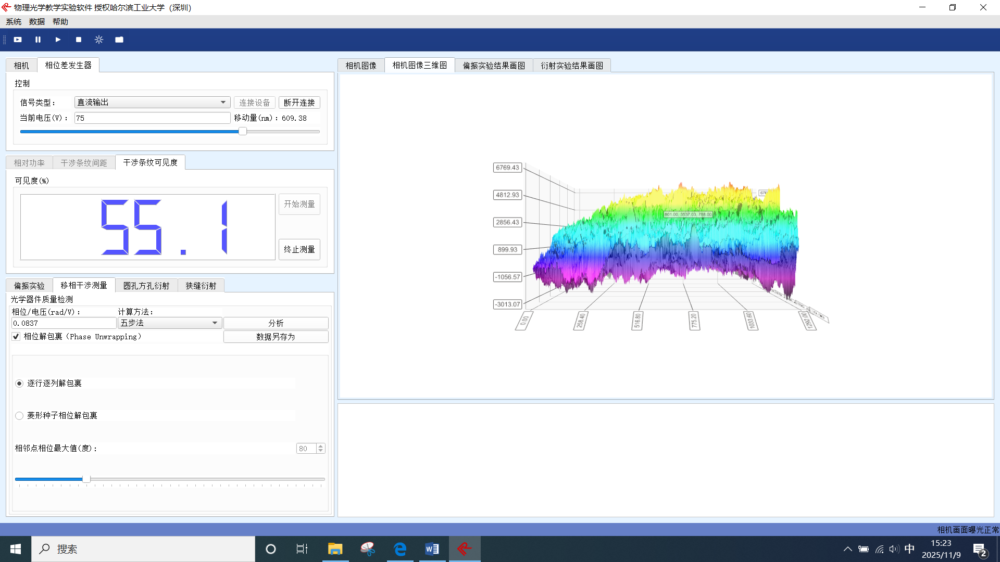 物理光学教学实验软件 授权哈尔滨工业大学（深圳）
系统 数据 帮助
相机 相位差发生器
控制
信号类型： 直流输出 连接设备 断开连接
当前电压(V)： 75 移动量(nm)：609.38
相对功率 干涉条纹间距 干涉条纹可见度
可见度(%)
55.1
开始测量
终止测量
偏振实验 移相干涉测量 圆孔方孔衍射 狭缝衍射
光学器件质量检测
相位/电压(rad/V)： 计算方法：
0.0837 五步法 分析
相位解包裹（Phase Unwrapping） 数据另存为
逐行逐列解包裹
菱形种子相位解包裹
相邻点相位最大值(度)： 80
相机图像 相机图像三维图 偏振实验结果画图 衍射实验结果画图
6769.43
4812.93
2856.43
899.93
-1056.57
-3013.07
801.00, 3537.03, 788.00
0.00 258.40 516.80 775.20 1033.60 1292.00
相机画面曝光正常
搜索
中
15:23
2025/11/9
2